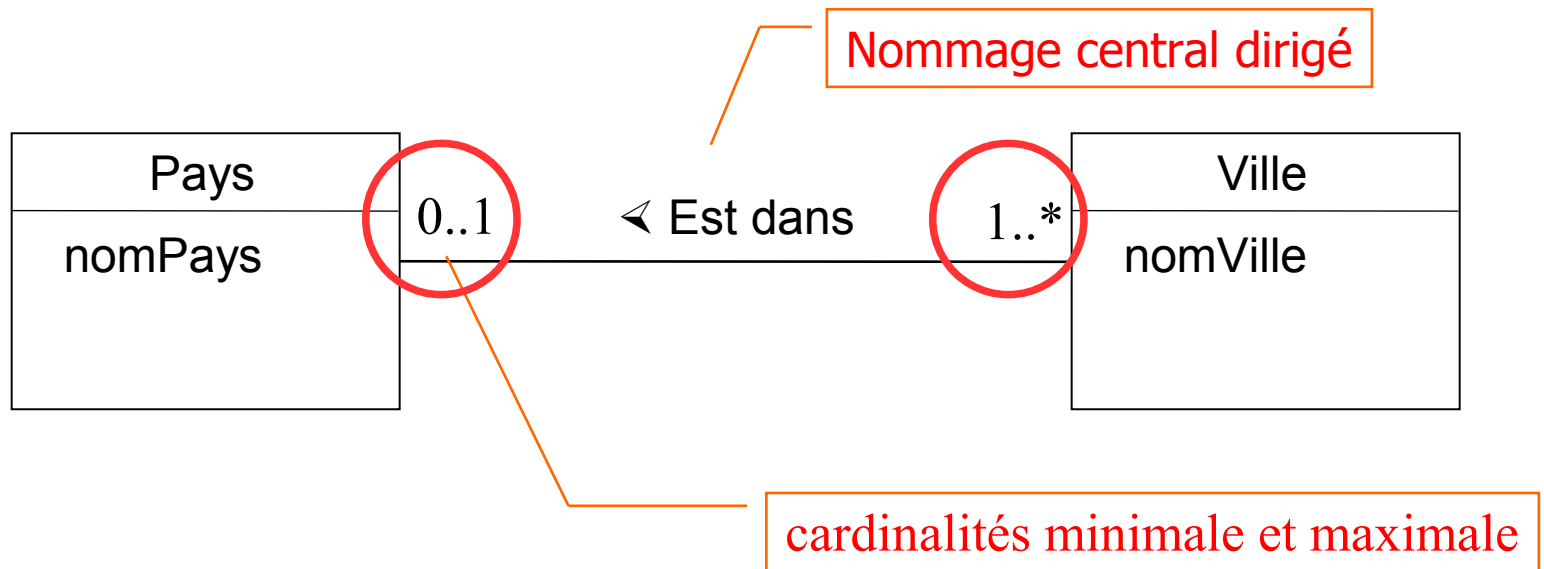 Nommage central dirigé
Pays
Ville
0..1
⋖ Est dans
1..*
nomPays
nomVille
cardinalités minimale et maximale